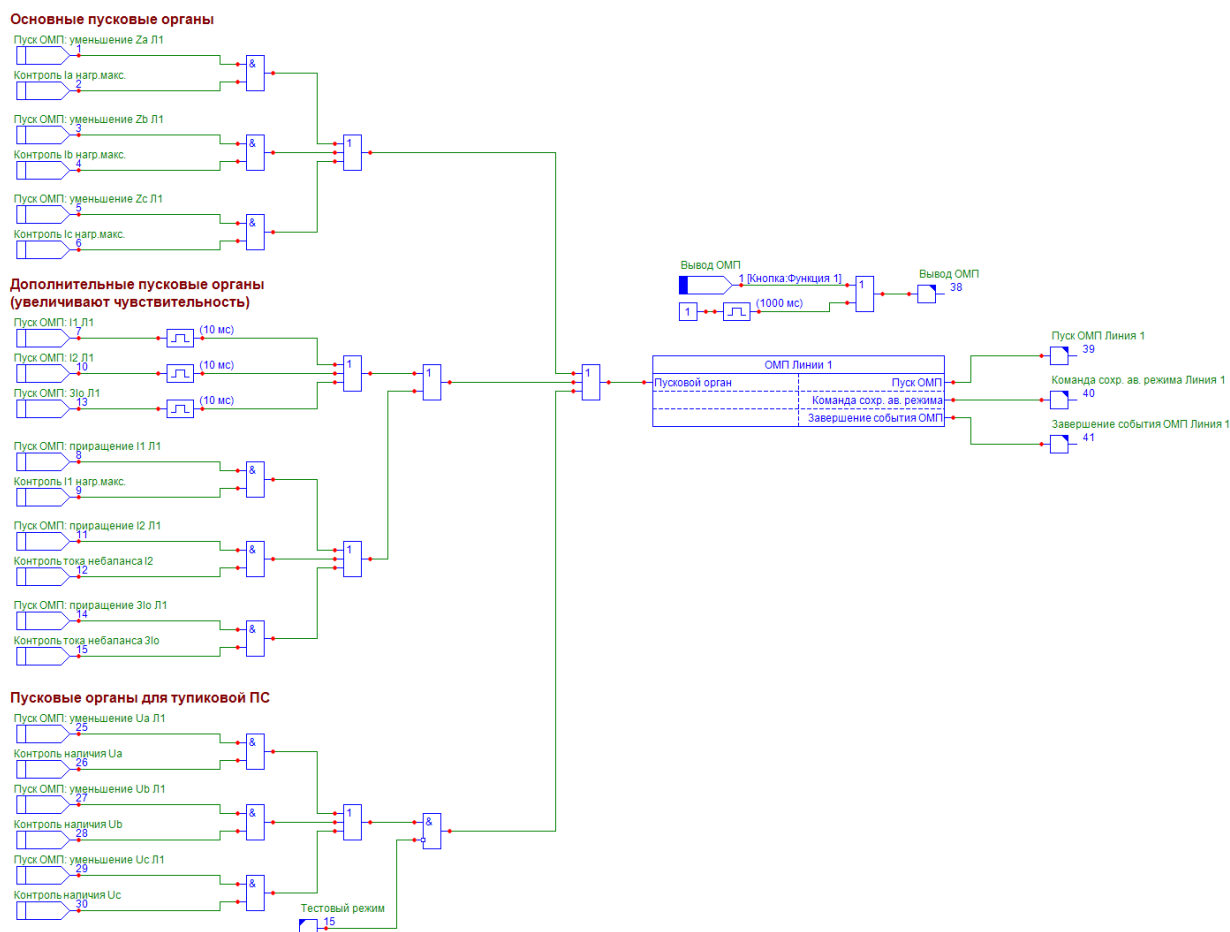 Основные пусковые органы
Пуск ОМП: уменьшение Za Л1
1
&
Контроль Ia нагр.макс.
2
Пуск ОМП: уменьшение Zb Л1
3
&
1
Контроль Ib нагр.макс.
4
Пуск ОМП: уменьшение Zc Л1
5
&
Контроль Ic нагр.макс.
6
Дополнительные пусковые органы
(увеличивают чувствительность)
Пуск ОМП: I1 Л1
7
(10 мс)
Пуск ОМП: I2 Л1
10
(10 мс)
1
1
1
Пуск ОМП: 3Io Л1
13
(10 мс)
Пуск ОМП: приращение I1 Л1
8
&
Контроль I1 нагр.макс.
9
Пуск ОМП: приращение I2 Л1
11
&
1
Контроль тока небаланса I2
12
Пуск ОМП: приращение 3Io Л1
14
&
Контроль тока небаланса 3Io
15
Пусковые органы для тупиковой ПС
Пуск ОМП: уменьшение Ua Л1
25
&
Контроль наличия Ua
26
Пуск ОМП: уменьшение Ub Л1
27
&
1
&
Контроль наличия Ub
28
Пуск ОМП: уменьшение Uc Л1
29
&
Контроль наличия Uc
30
Тестовый режим
15
Вывод ОМП
1 [Кнопка:Функция 1]
1
1
(1000 мс)
Вывод ОМП
38
ОМП Линии 1
Пусковой орган
Пуск ОМП
Команда сохр. ав. режима
Завершение события ОМП
Пуск ОМП Линия 1
39
Команда сохр. ав. режима Линия 1
40
Завершение события ОМП Линия 1
41